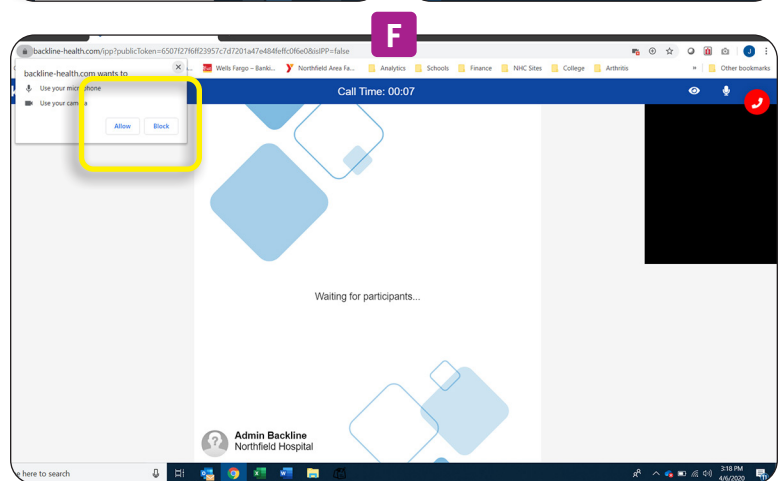 F
backline-health.com/ipp?publicToken=6507f27f6ff23957c7d7201a47e484feffc0f6e0&isIPP=false
Wells Fargo – Banki... Northfield Area Fa... Analytics Schools Finance NHC Sites College Arthritis » Other bookmarks
backline-health.com wants to
Use your microphone
Use your camera
Allow Block
Call Time: 00:07
Waiting for participants...
Admin Backline
Northfield Hospital
e here to search
3:18 PM
4/6/2020